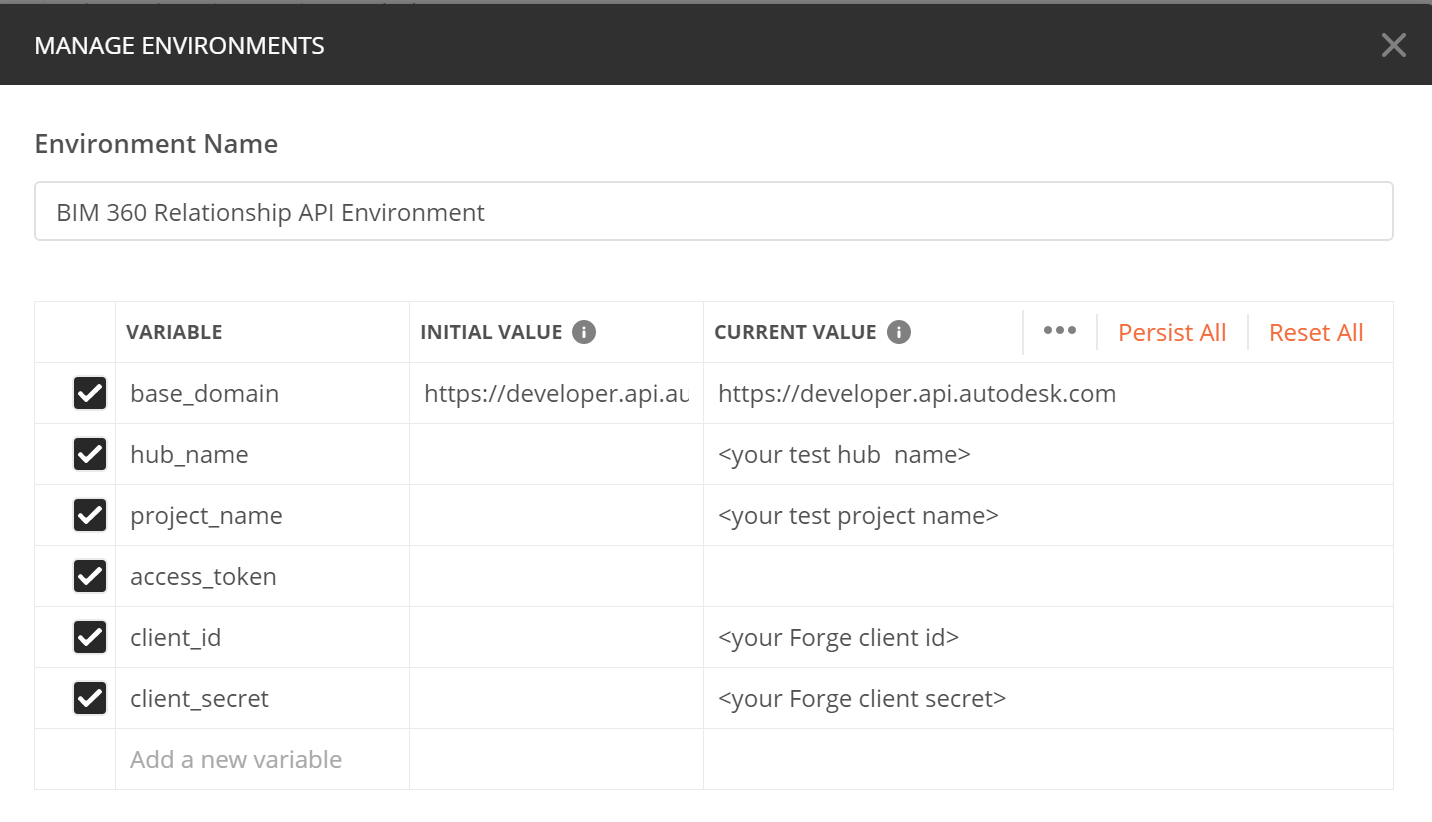 MANAGE ENVIRONMENTS
Environment Name
BIM 360 Relationship API Environment
VARIABLE INITIAL VALUE CURRENT VALUE Persist All Reset All
base_domain https://developer.api.au https://developer.api.autodesk.com
hub_name <your test hub  name>
project_name <your test project name>
access_token
client_id <your Forge client id>
client_secret <your Forge client secret>
Add a new variable